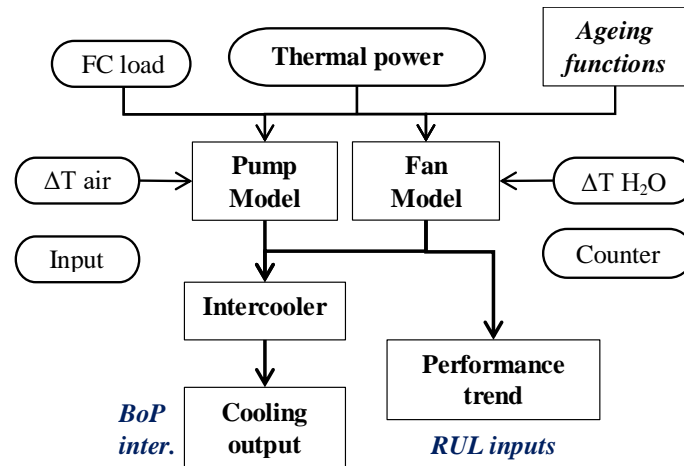 FC load
Thermal power
Ageing
functions
ΔT air
Pump
Model
Fan
Model
ΔT H₂O
Input
Counter
Intercooler
Performance
trend
BoP
inter.
Cooling
output
RUL inputs